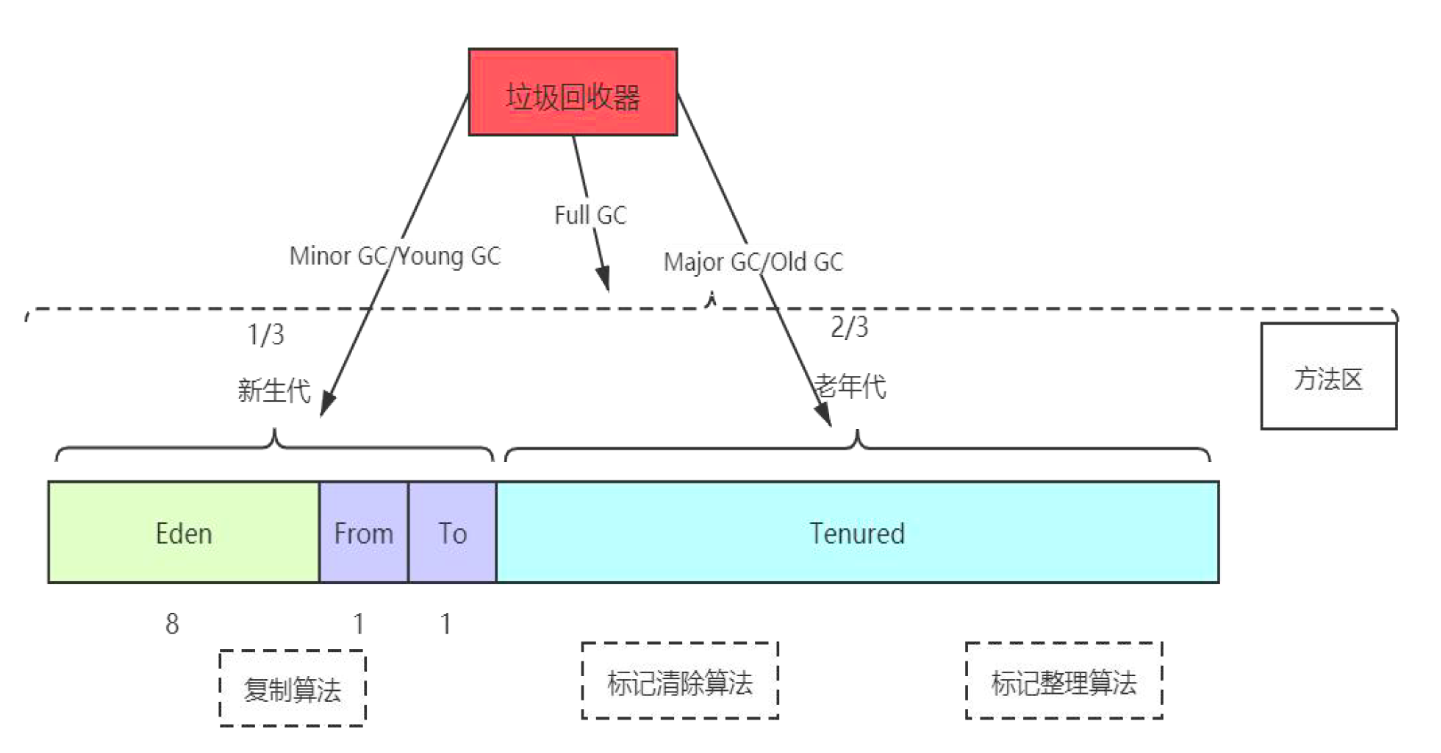 垃圾回收器
Full GC
Minor GC/Young GC
Major GC/Old GC
1/3
2/3
新生代
老年代
方法区
Eden
From
To
Tenured
8
1
1
复制算法
标记清除算法
标记整理算法